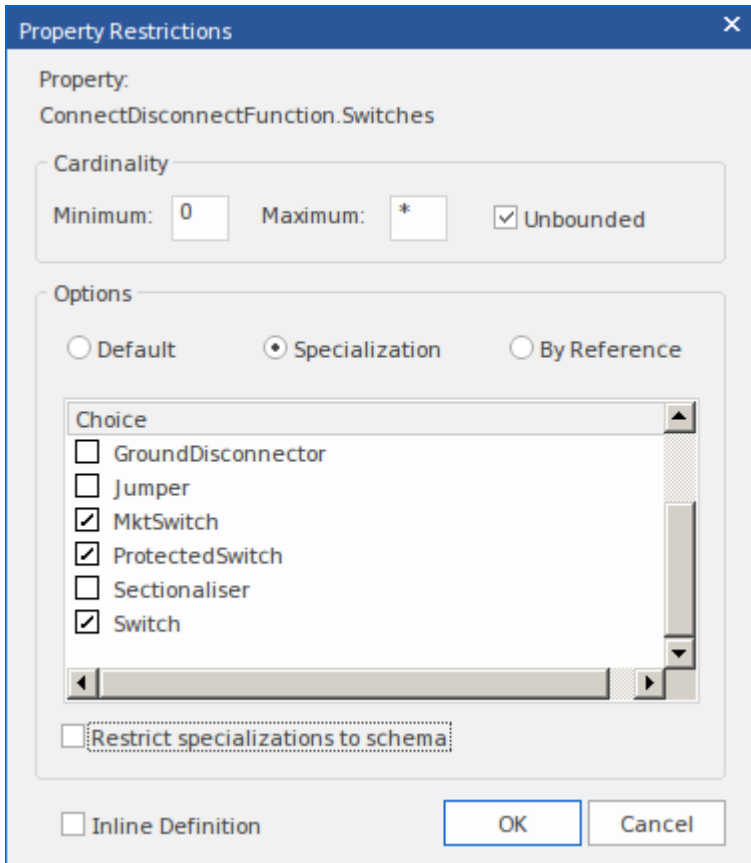 Property Restrictions
Property:
ConnectDisconnectFunction.Switches
Cardinality
Minimum: 0 Maximum: * Unbounded
Options
Default Specialization By Reference
Choice
GroundDisconnector
Jumper
MktSwitch
ProtectedSwitch
Sectionaliser
Switch
Restrict specializations to schema
Inline Definition OK Cancel